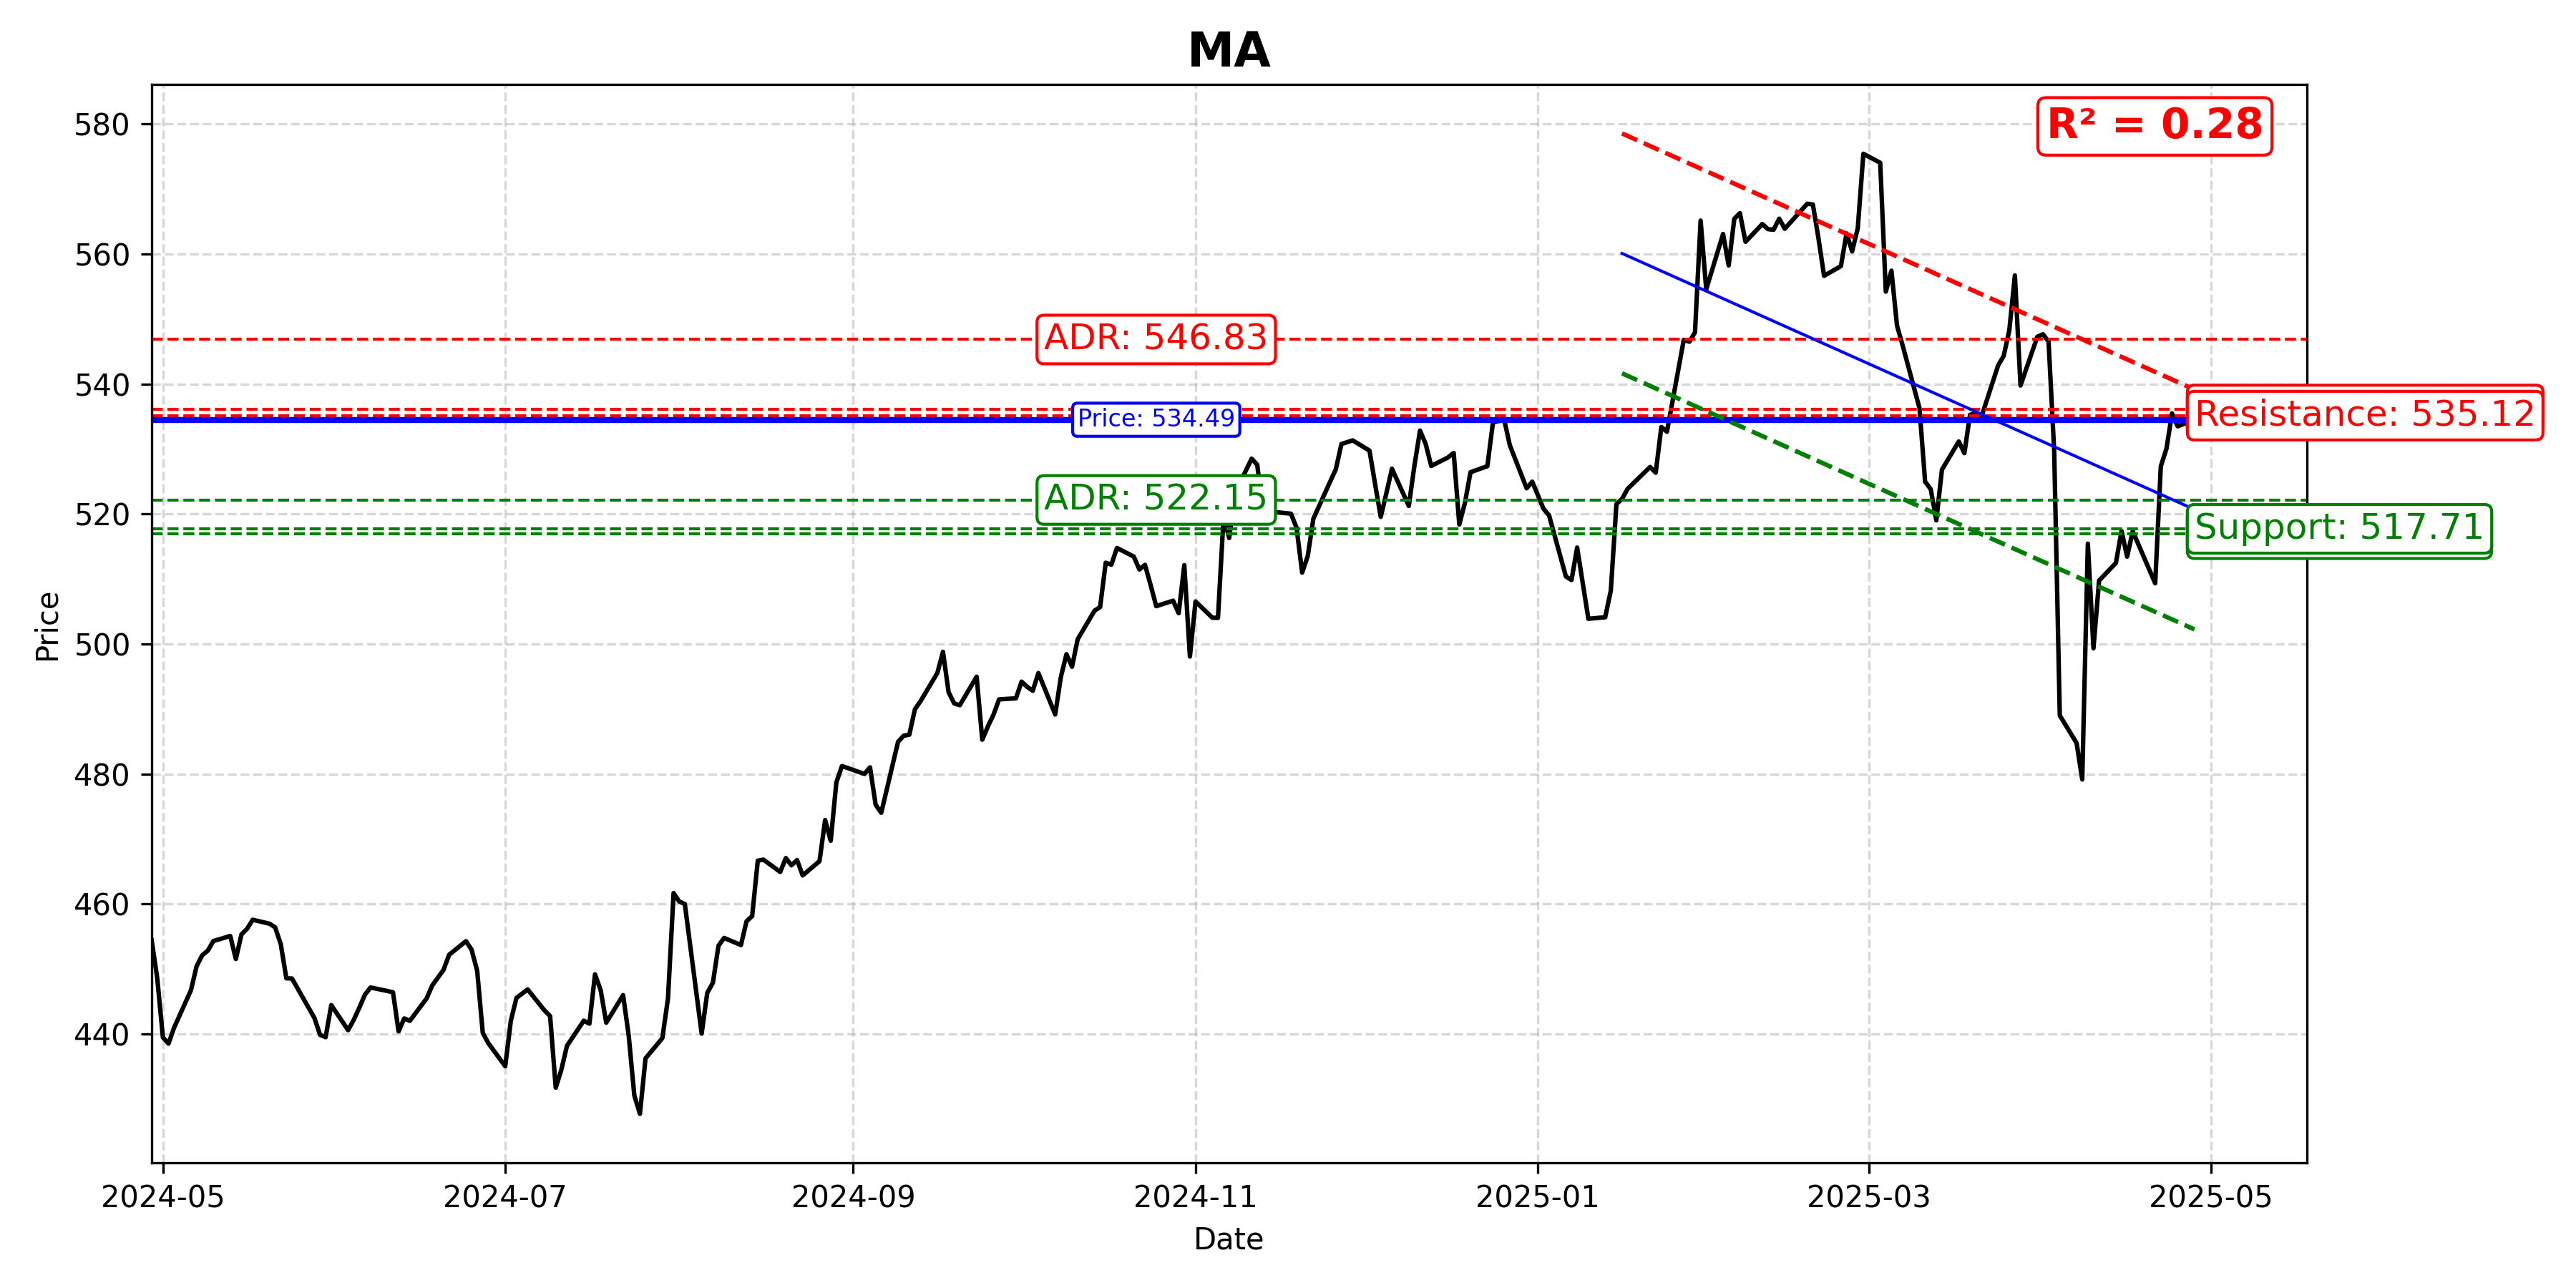 MA
R² = 0.28
580
560
540
520
500
480
460
440
Price
ADR: 546.83
Price: 534.49
ADR: 522.15
Resistance: 535.12
Support: 517.71
2024-05
2024-07
2024-09
2024-11
2025-01
2025-03
2025-05
Date